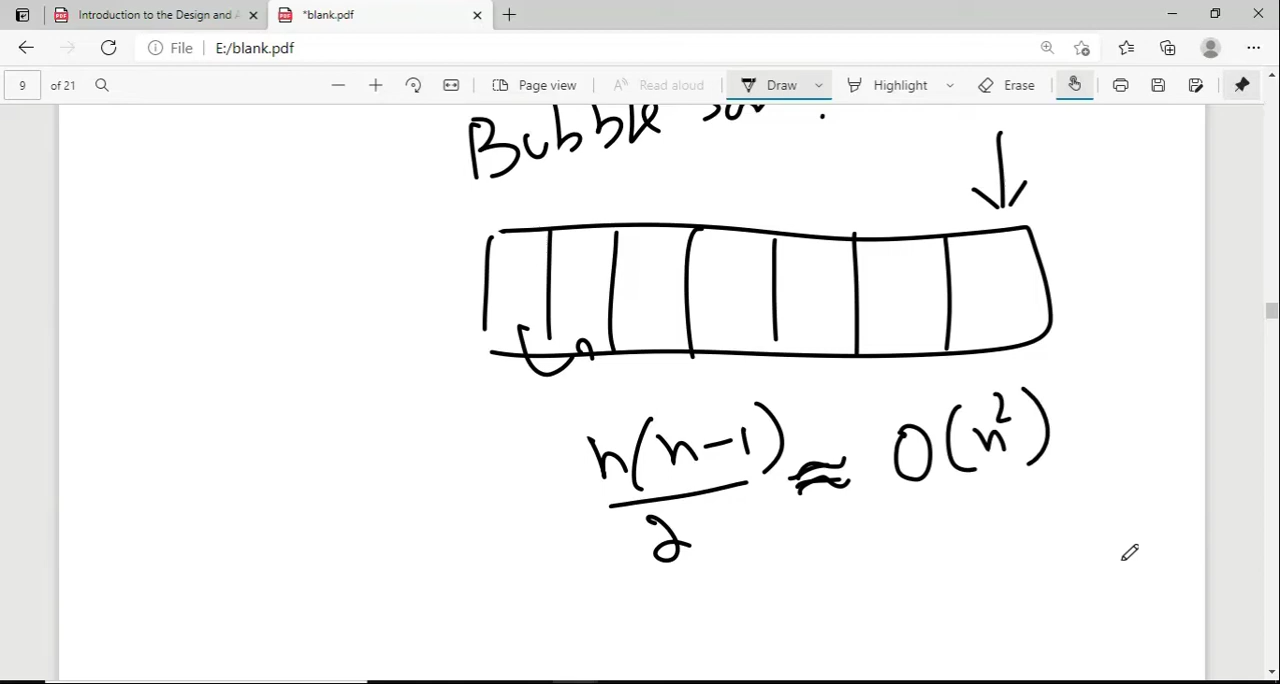 Introduction to the Design and A
*blank.pdf
File E:/blank.pdf
9 of 21
Page view
Read aloud
Draw
Highlight
Erase
Bubble
n(n-1)
2
≈ O(n²)